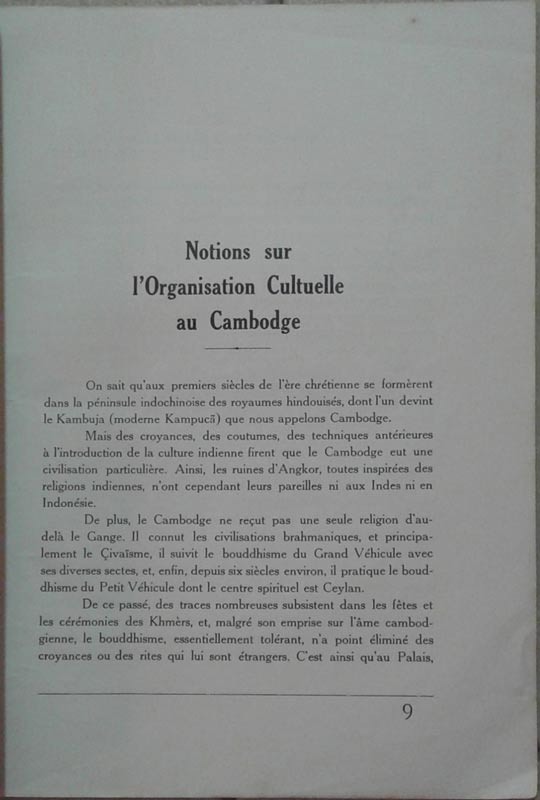 Notions sur
l'Organisation Cultuelle
au Cambodge
On sait qu'aux premiers siècles de l'ère chrétienne se formèrent
dans la péninsule indochinoise des royaumes hindouisés, dont l'un devint
le Kambuja (moderne Kampucã) que nous appelons Cambodge.
Mais des croyances, des coutumes, des techniques antérieures
à l'introduction de la culture indienne firent que le Cambodge eut une
civilisation particulière. Ainsi, les ruines d'Angkor, toutes inspirées des
religions indiennes, n'ont cependant leurs pareilles ni aux Indes ni en
Indonésie.
De plus, le Cambodge ne reçut pas une seule religion d'au-
delà le Gange. Il connut les civilisations brahmaniques, et principa-
lement le Çivaïsme, il suivit le bouddhisme du Grand Véhicule avec
ses diverses sectes, et, enfin, depuis six siècles environ, il pratique le boud-
dhisme du Petit Véhicule dont le centre spirituel est Ceylan.
De ce passé, des traces nombreuses subsistent dans les fêtes et
les cérémonies des Khmèrs, et, malgré son emprise sur l'âme cambod-
gienne, le bouddhisme, essentiellement tolérant, n'a point éliminé des
croyances ou des rites qui lui sont étrangers. C'est ainsi qu'au Palais,
9